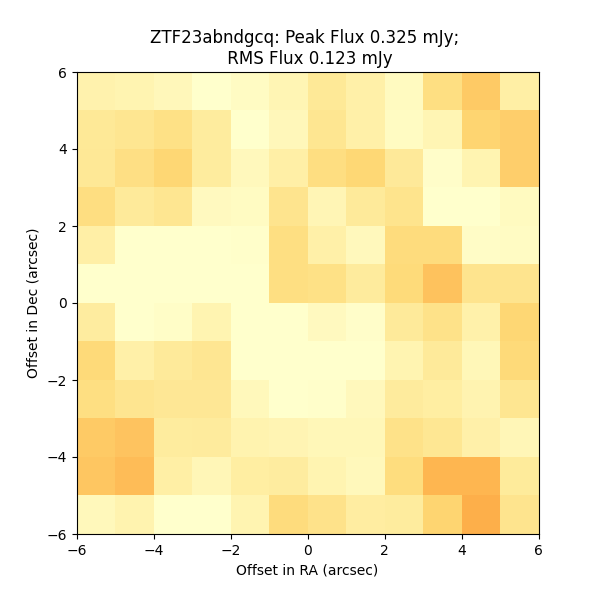 ZTF23abndgcq: Peak Flux 0.325 mJy;
RMS Flux 0.123 mJy
6
4
2
0
−2
−4
−6
Offset in Dec (arcsec)
−6 −4 −2 0 2 4 6
Offset in RA (arcsec)